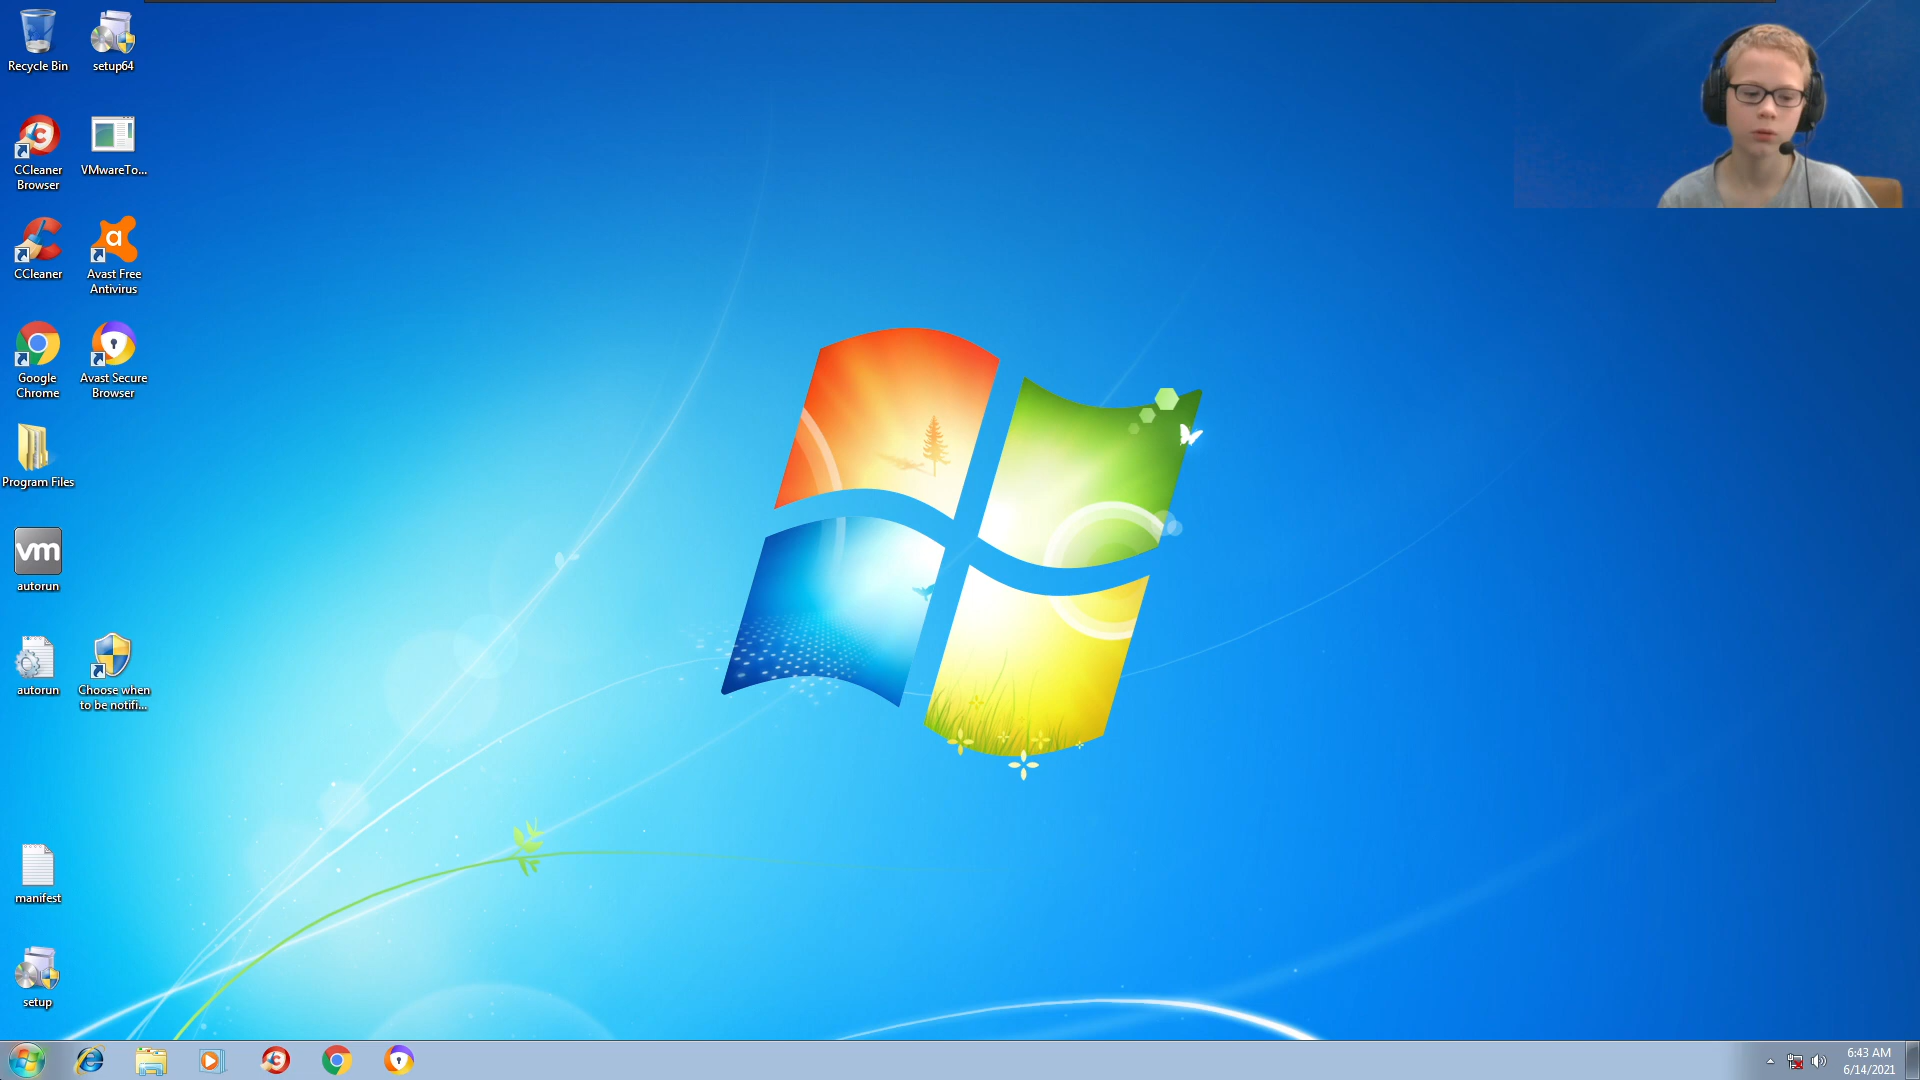 Recycle Bin
setup64
CCleaner
Browser
VMwareTo...
CCleaner
a
Avast Free
Antivirus
Google
Chrome
Avast Secure
Browser
Program Files
vm
autorun
autorun
Choose when
to be notifi...
manifest
setup
6:43 AM
6/14/2021